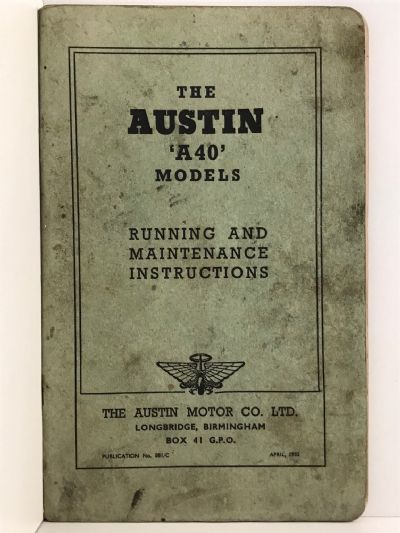 THE
AUSTIN
'A40'
MODELS
RUNNING AND
MAINTENANCE
INSTRUCTIONS
THE AUSTIN MOTOR CO. LTD.
LONGBRIDGE, BIRMINGHAM
BOX 41 G.P.O.
PUBLICATION No.
APRIL,